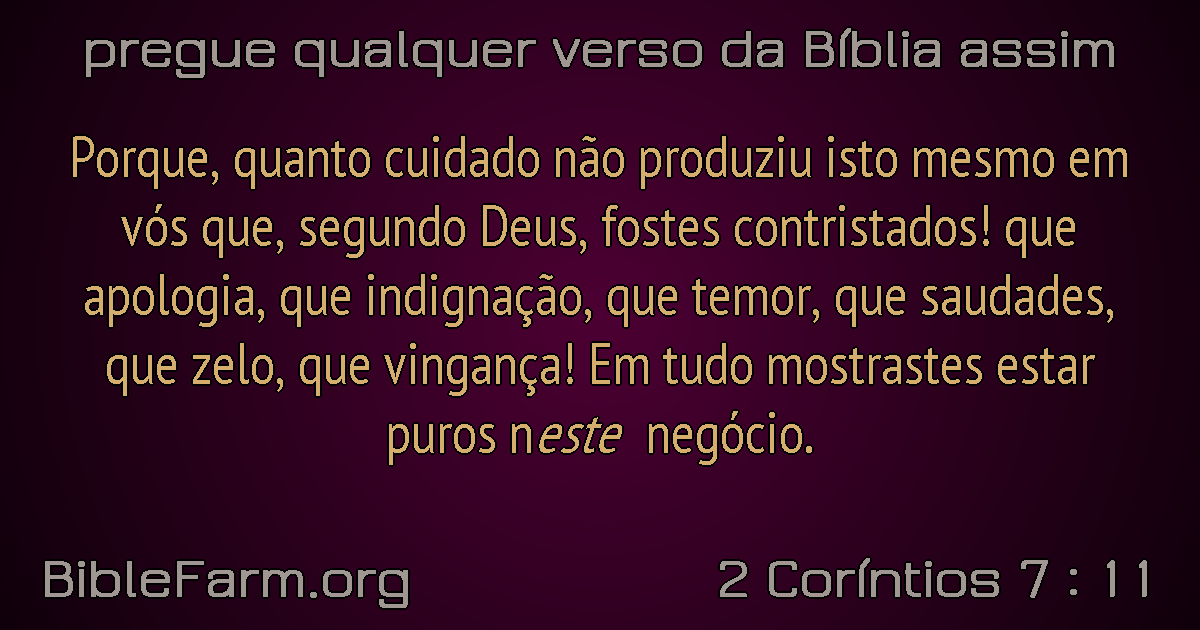 pregue qualquer verso da Bíblia assim
Porque, quanto cuidado não produziu isto mesmo em
vós que, segundo Deus, fostes contristados! que
apologia, que indignação, que temor, que saudades,
que zelo, que vingança! Em tudo mostrastes estar
puros neste negócio.
BibleFarm.org
2 Coríntios 7 : 11